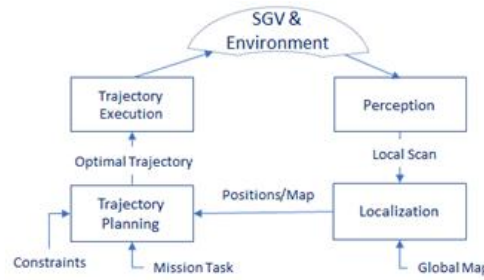 SGV &
Environment
Trajectory
Execution
Perception
Optimal Trajectory
Local Scan
Positions/Map
Trajectory
Planning
Localization
Constraints
Mission Task
Global Map